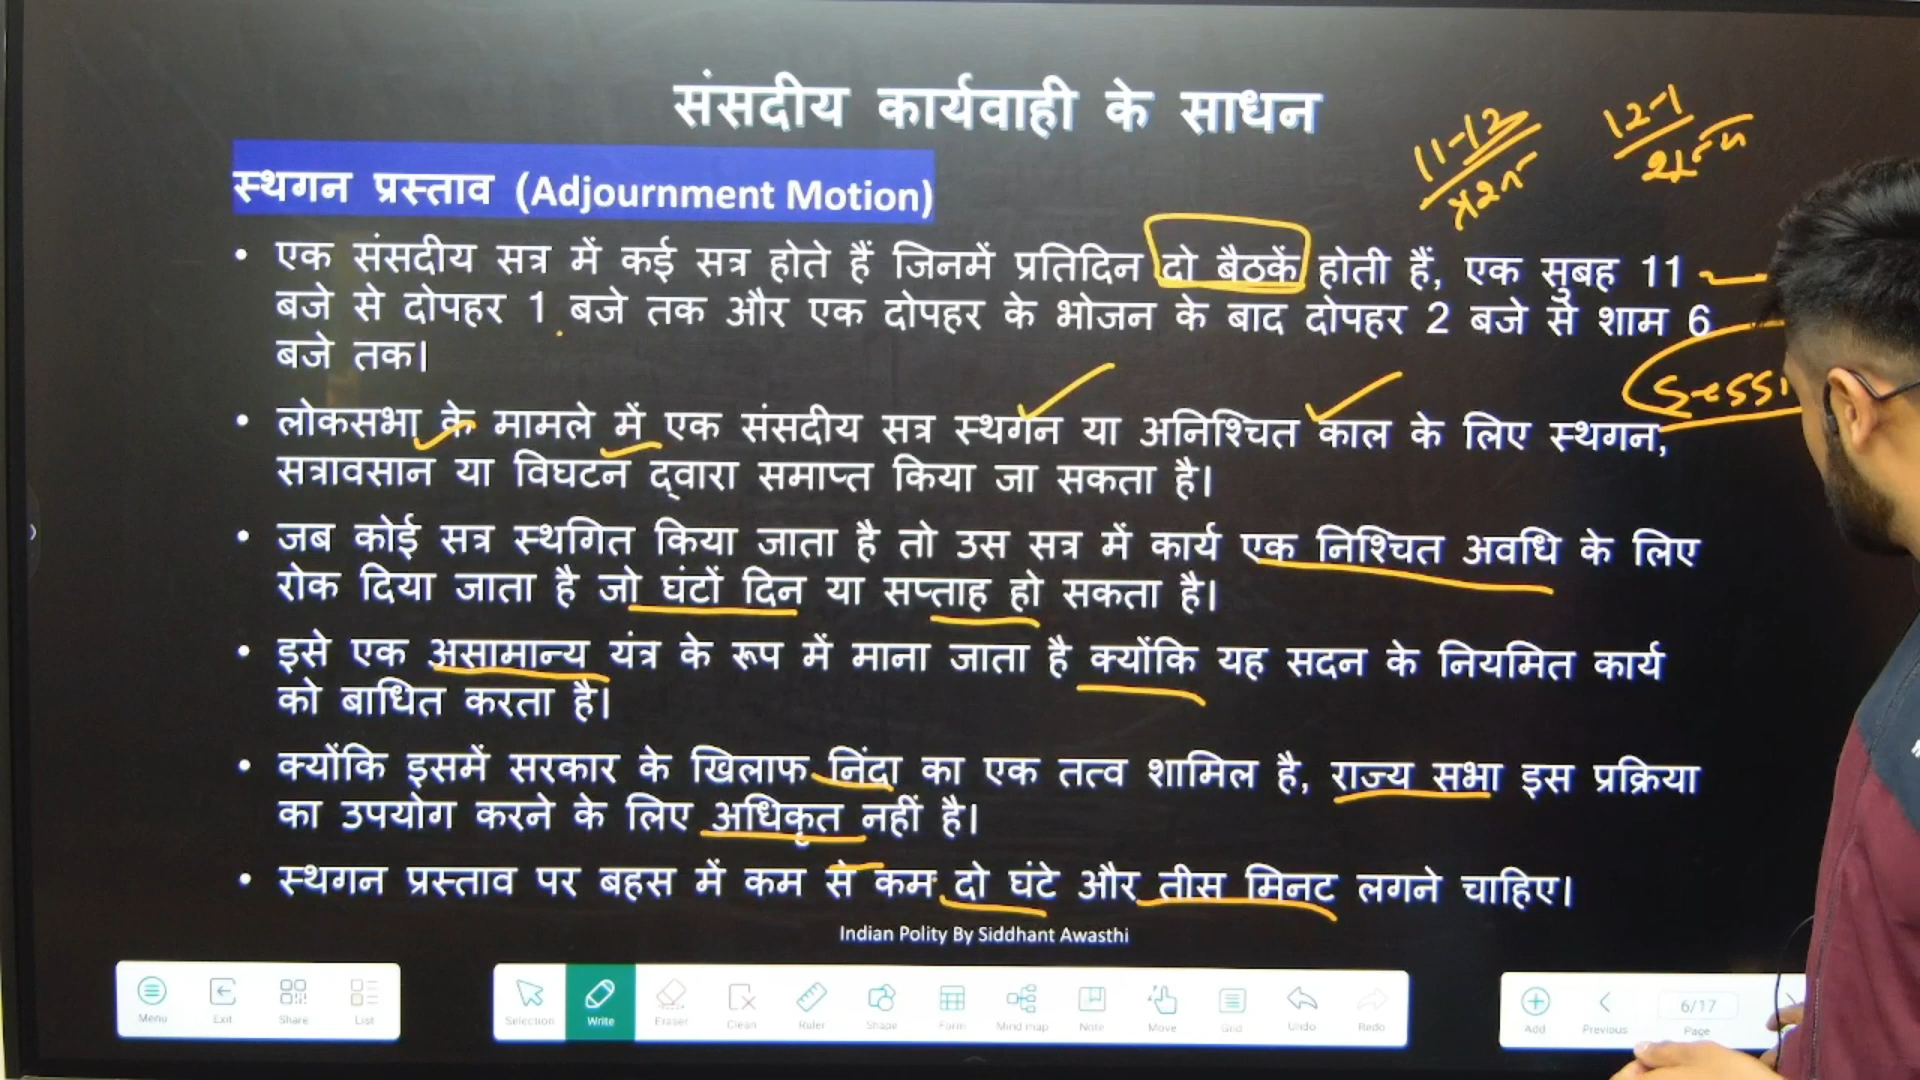 संसदीय कार्यवाही के साधन
11-12
12-1
स्थगन प्रस्ताव (Adjournment Motion)
• एक संसदीय सत्र में कई सत्र होते हैं जिनमें प्रतिदिन दो बैठकें होती हैं, एक सुबह 11
बजे से दोपहर 1 बजे तक और एक दोपहर के भोजन के बाद दोपहर 2 बजे से शाम 6
बजे तक।
• लोकसभा के मामले में एक संसदीय सत्र स्थगन या अनिश्चित काल के लिए स्थगन,
सत्रावसान या विघटन द्वारा समाप्त किया जा सकता है।
• जब कोई सत्र स्थगित किया जाता है तो उस सत्र में कार्य एक निश्चित अवधि के लिए
रोक दिया जाता है जो घंटों दिन या सप्ताह हो सकता है।
• इसे एक असामान्य यंत्र के रूप में माना जाता है क्योंकि यह सदन के नियमित कार्य
को बाधित करता है।
• क्योंकि इसमें सरकार के खिलाफ निंदा का एक तत्व शामिल है, राज्य सभा इस प्रक्रिया
का उपयोग करने के लिए अधिकृत नहीं है।
• स्थगन प्रस्ताव पर बहस में कम से कम दो घंटे और तीस मिनट लगने चाहिए।
Indian Polity By Siddhant Awasthi
Menu Exit Share List Selection Write Eraser Clean Ruler Shape Form Mind map Note Move Grid Undo Redo Add Previous 6/17 Page